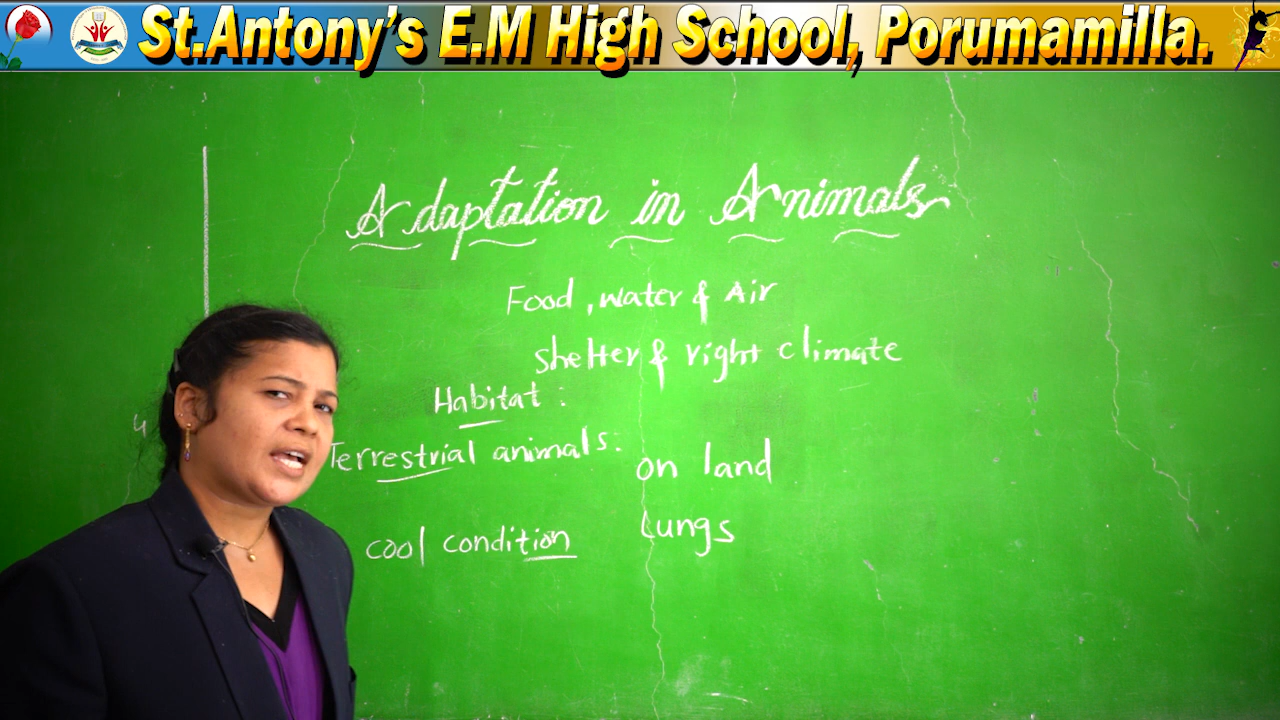 St.Antony's E.M High School, Porumamilla.
Adaptation in Animals
Food, water & Air
shelter & right climate
Habitat :
Terrestrial animals: on land
cool condition Lungs
4